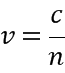 v = c/n